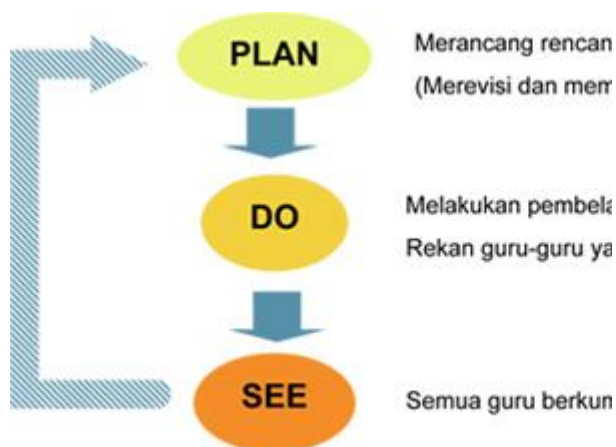 PLAN
Merancang rencan
(Merevisi dan mem
DO
Melakukan pembela
Rekan guru-guru ya
SEE
Semua guru berkum